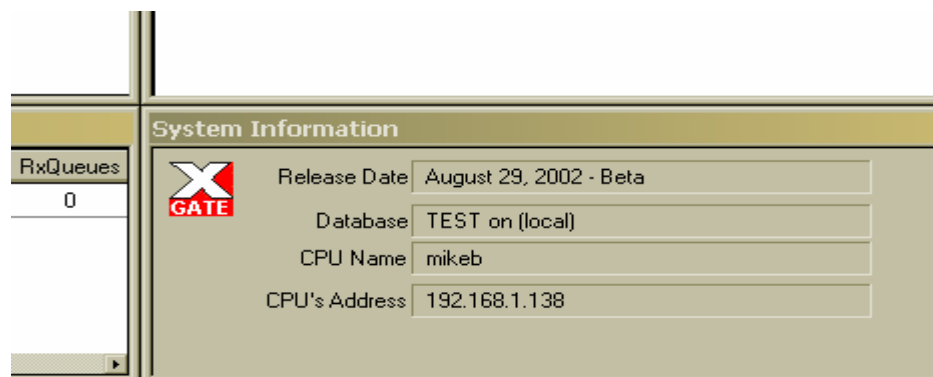 RxQueues
0
System Information
X
GATE
Release Date August 29, 2002 - Beta
Database TEST on (local)
CPU Name mikeb
CPU's Address 192.168.1.138